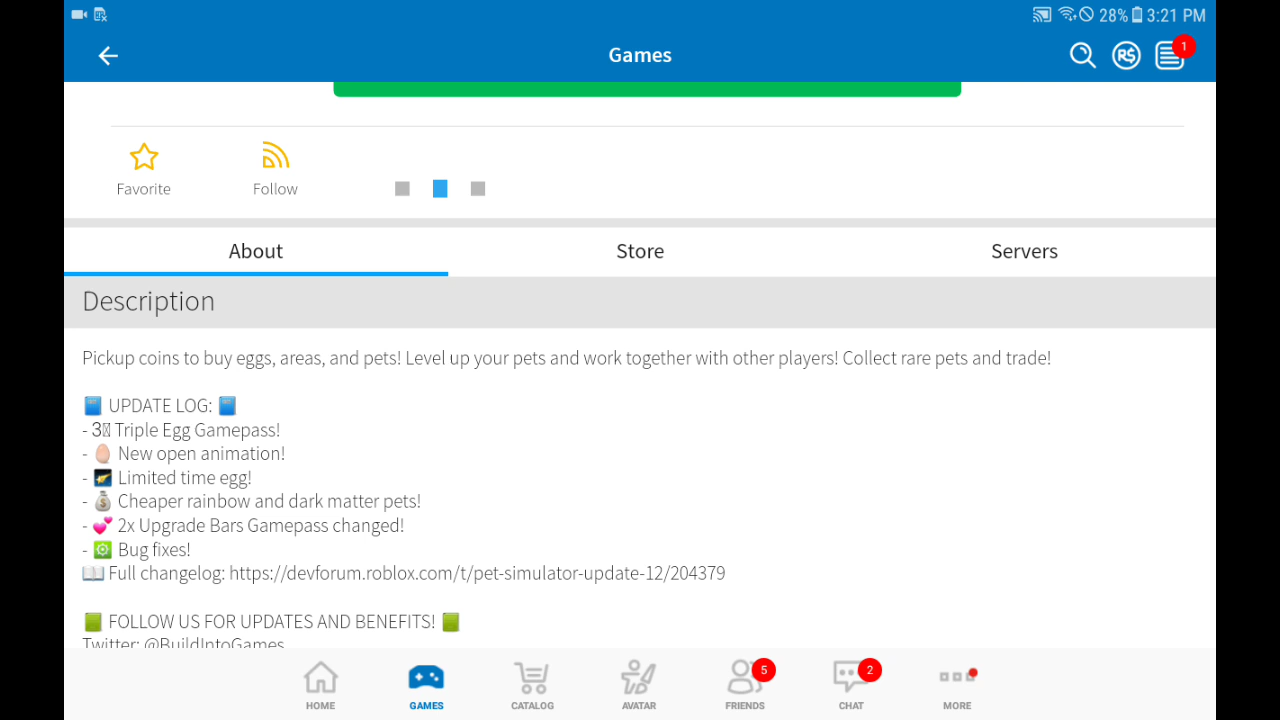 28% 3:21 PM
Games
R$
1
Favorite
Follow
About
Store
Servers
Description
Pickup coins to buy eggs, areas, and pets! Level up your pets and work together with other players! Collect rare pets and trade!
📘 UPDATE LOG: 📘
- 3 Triple Egg Gamepass!
- 🥚 New open animation!
- 🌠 Limited time egg!
- 💰 Cheaper rainbow and dark matter pets!
- 💕 2x Upgrade Bars Gamepass changed!
- ⚙️ Bug fixes!
📖 Full changelog: https://devforum.roblox.com/t/pet-simulator-update-12/204379
📗 FOLLOW US FOR UPDATES AND BENEFITS! 📗
Twitter: @BuildIntoGames
5
2
HOME
GAMES
CATALOG
AVATAR
FRIENDS
CHAT
MORE